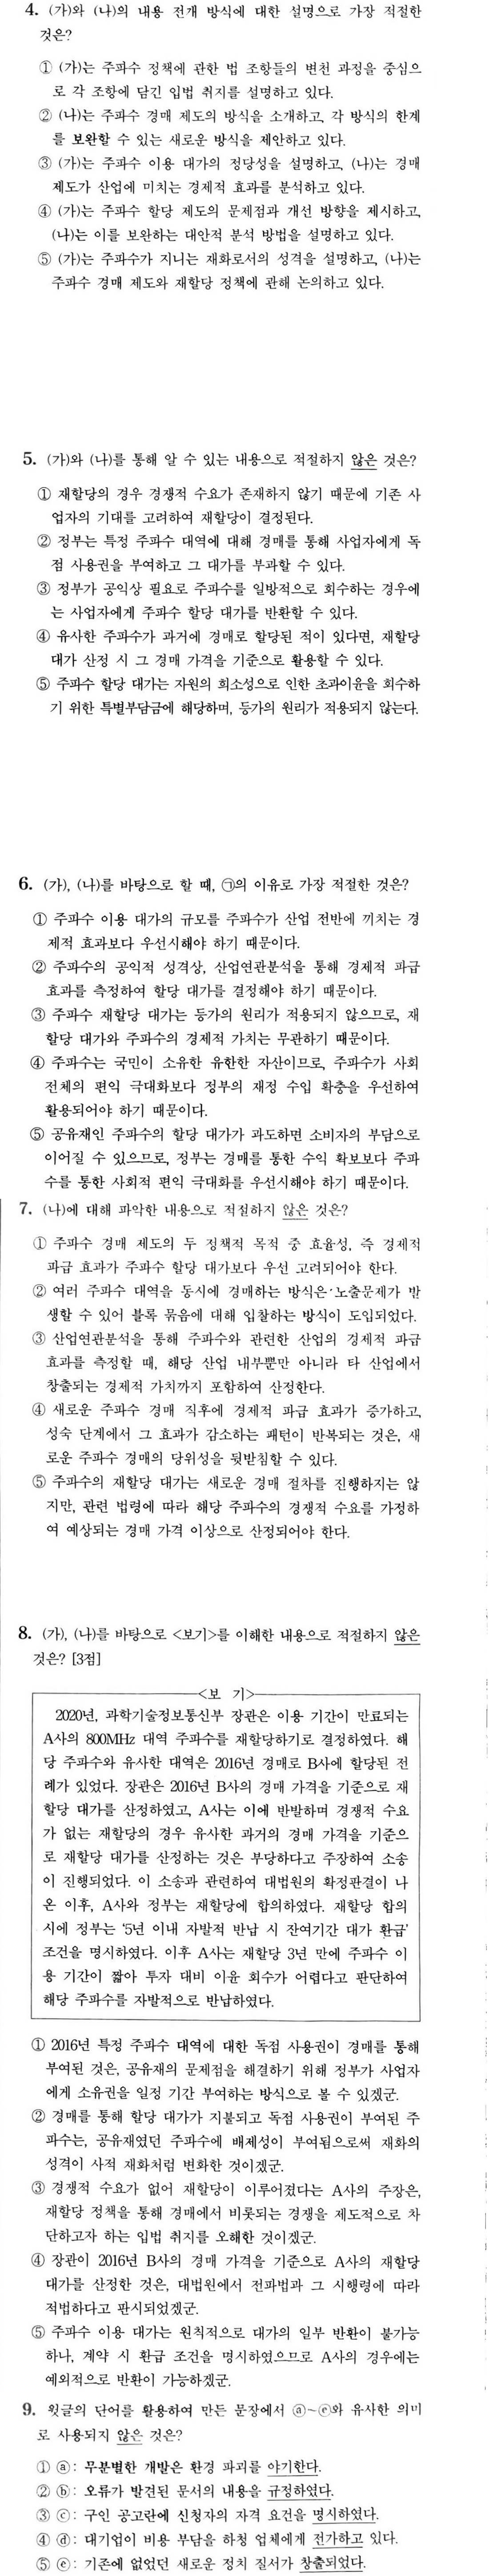 4. (가)와 (나)의 내용 전개 방식에 대한 설명으로 가장 적절한
것은?
① (가)는 주파수 정책에 관한 법 조항들의 변천 과정을 중심으
로 각 조항에 담긴 입법 취지를 설명하고 있다.
② (나)는 주파수 경매 제도의 방식을 소개하고, 각 방식의 한계
를 보완할 수 있는 새로운 방식을 제안하고 있다.
③ (가)는 주파수 이용 대가의 정당성을 설명하고, (나)는 경매
제도가 산업에 미치는 경제적 효과를 분석하고 있다.
④ (가)는 주파수 할당 제도의 문제점과 개선 방향을 제시하고,
(나)는 이를 보완하는 대안적 분석 방법을 설명하고 있다.
⑤ (가)는 주파수가 지니는 재화로서의 성격을 설명하고, (나)는
주파수 경매 제도와 재할당 정책에 관해 논의하고 있다.
5. (가)와 (나)를 통해 알 수 있는 내용으로 적절하지 않은 것은?
① 재할당의 경우 경쟁적 수요가 존재하지 않기 때문에 기존 사
업자의 기대를 고려하여 재할당이 결정된다.
② 정부는 특정 주파수 대역에 대해 경매를 통해 사업자에게 독
점 사용권을 부여하고 그 대가를 부과할 수 있다.
③ 정부가 공익상 필요로 주파수를 일방적으로 회수하는 경우에
는 사업자에게 주파수 할당 대가를 반환할 수 있다.
④ 유사한 주파수가 과거에 경매로 할당된 적이 있다면, 재할당
대가 산정 시 그 경매 가격을 기준으로 활용할 수 있다.
⑤ 주파수 할당 대가는 자원의 희소성으로 인한 초과이윤을 회수하
기 위한 특별부담금에 해당하며, 등가의 원리가 적용되지 않는다.
6. (가), (나)를 바탕으로 할 때, ㉠의 이유로 가장 적절한 것은?
① 주파수 이용 대가의 규모를 주파수가 산업 전반에 끼치는 경
제적 효과보다 우선시해야 하기 때문이다.
② 주파수의 공익적 성격상, 산업연관분석을 통해 경제적 파급
효과를 측정하여 할당 대가를 결정해야 하기 때문이다.
③ 주파수 재할당 대가는 등가의 원리가 적용되지 않으므로, 재
할당 대가와 주파수의 경제적 가치는 무관하기 때문이다.
④ 주파수는 국민이 소유한 유한한 자산이므로, 주파수가 사회
전체의 편익 극대화보다 정부의 재정 수입 확충을 우선하여
활용되어야 하기 때문이다.
⑤ 공유재인 주파수의 할당 대가가 과도하면 소비자의 부담으로
이어질 수 있으므로, 정부는 경매를 통한 수익 확보보다 주파
수를 통한 사회적 편익 극대화를 우선시해야 하기 때문이다.
7. (나)에 대해 파악한 내용으로 적절하지 않은 것은?
① 주파수 경매 제도의 두 정책적 목적 중 효율성, 즉 경제적
파급 효과가 주파수 할당 대가보다 우선 고려되어야 한다.
② 여러 주파수 대역을 동시에 경매하는 방식은 노출문제가 발
생할 수 있어 블록 묶음에 대해 입찰하는 방식이 도입되었다.
③ 산업연관분석을 통해 주파수와 관련한 산업의 경제적 파급
효과를 측정할 때, 해당 산업 내부뿐만 아니라 타 산업에서
창출되는 경제적 가치까지 포함하여 산정한다.
④ 새로운 주파수 경매 직후에 경제적 파급 효과가 증가하고,
성숙 단계에서 그 효과가 감소하는 패턴이 반복되는 것은, 새
로운 주파수 경매의 당위성을 뒷받침할 수 있다.
⑤ 주파수의 재할당 대가는 새로운 경매 절차를 진행하지는 않
지만, 관련 법령에 따라 해당 주파수의 경쟁적 수요를 가정하
여 예상되는 경매 가격 이상으로 산정되어야 한다.
8. (가), (나)를 바탕으로 <보기>를 이해한 내용으로 적절하지 않은
것은? [3점]
<보 기>
2020년, 과학기술정보통신부 장관은 이용 기간이 만료되는
A사의 800MHz 대역 주파수를 재할당하기로 결정하였다. 해
당 주파수와 유사한 대역은 2016년 경매로 B사에 할당된 전
례가 있었다. 장관은 2016년 B사의 경매 가격을 기준으로 재
할당 대가를 산정하였고, A사는 이에 반발하며 경쟁적 수요
가 없는 재할당의 경우 유사한 과거의 경매 가격을 기준으
로 재할당 대가를 산정하는 것은 부당하다고 주장하여 소송
이 진행되었다. 이 소송과 관련하여 대법원의 확정판결이 나
온 이후, A사와 정부는 재할당에 합의하였다. 재할당 합의
시에 정부는 ‘5년 이내 자발적 반납 시 잔여기간 대가 환급’
조건을 명시하였다. 이후 A사는 재할당 3년 만에 주파수 이
용 기간이 짧아 투자 대비 이윤 회수가 어렵다고 판단하여
해당 주파수를 자발적으로 반납하였다.
① 2016년 특정 주파수 대역에 대한 독점 사용권이 경매를 통해
부여된 것은, 공유재의 문제점을 해결하기 위해 정부가 사업자
에게 소유권을 일정 기간 부여하는 방식으로 볼 수 있겠군.
② 경매를 통해 할당 대가가 지불되고 독점 사용권이 부여된 주
파수는, 공유재였던 주파수에 배제성이 부여됨으로써 재화의
성격이 사적 재화처럼 변화한 것이겠군.
③ 경쟁적 수요가 없어 재할당이 이루어졌다는 A사의 주장은,
재할당 정책을 통해 경매에서 비롯되는 경쟁을 제도적으로 차
단하고자 하는 입법 취지를 오해한 것이겠군.
④ 장관이 2016년 B사의 경매 가격을 기준으로 A사의 재할당
대가를 산정한 것은, 대법원에서 전파법과 그 시행령에 따라
적법하다고 판시되었겠군.
⑤ 주파수 이용 대가는 원칙적으로 대가의 일부 반환이 불가능
하나, 계약 시 환급 조건을 명시하였으므로 A사의 경우에는
예외적으로 반환이 가능하겠군.
9. 윗글의 단어를 활용하여 만든 문장에서 ⓐ~ⓔ와 유사한 의미
로 사용되지 않은 것은?
① ⓐ: 무분별한 개발은 환경 파괴를 야기한다.
② ⓑ: 오류가 발견된 문서의 내용을 규정하였다.
③ ⓒ: 구인 공고란에 신청자의 자격 요건을 명시하였다.
④ ⓓ: 대기업이 비용 부담을 하청 업체에게 전가하고 있다.
⑤ ⓔ: 기존에 없었던 새로운 정치 질서가 창출되었다.